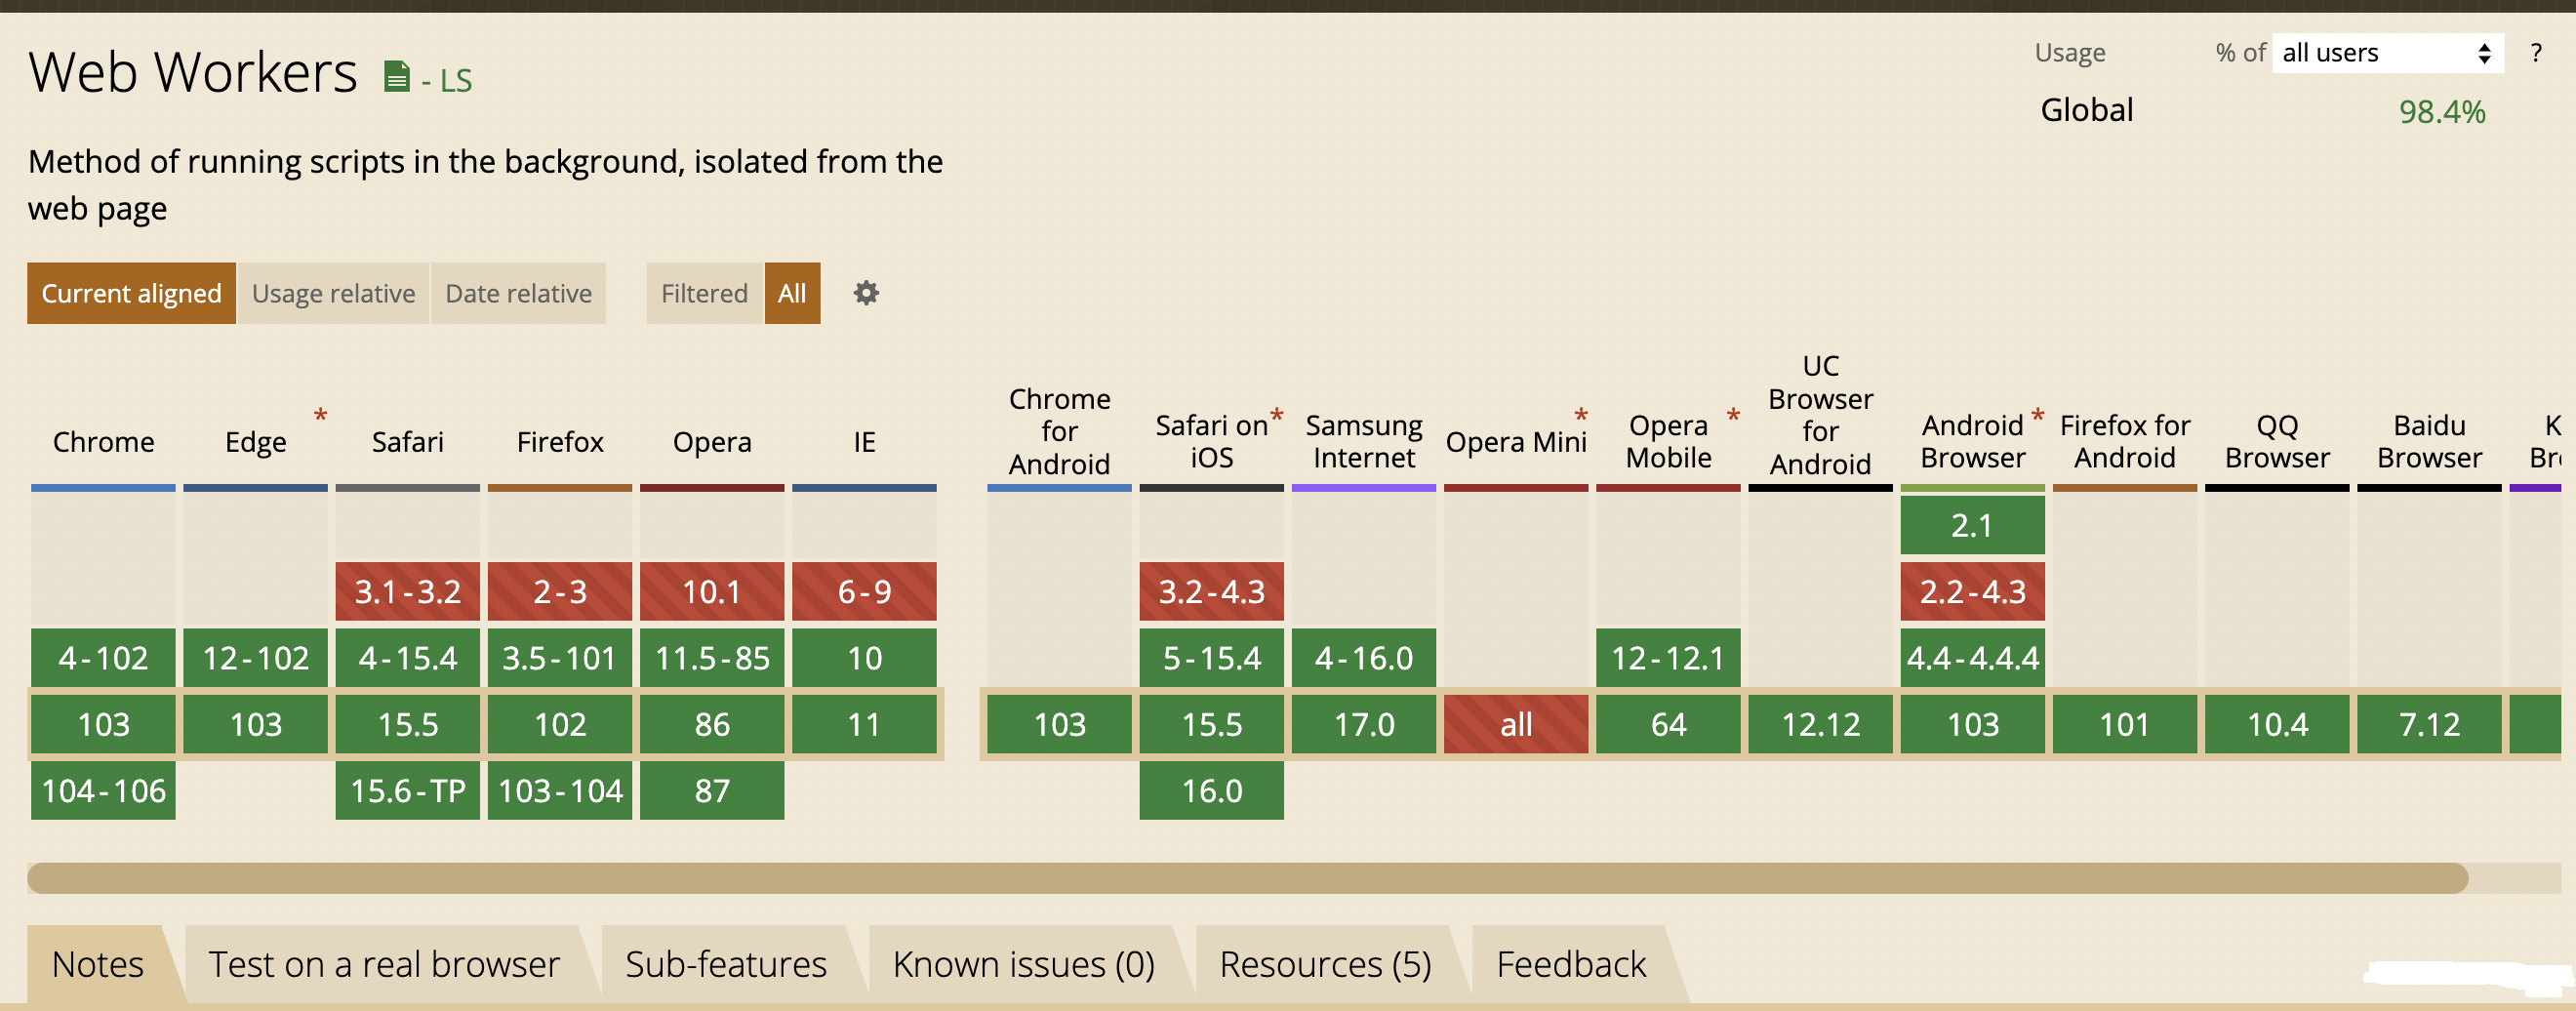 Web Workers - LS
Usage % of all users ?
Global 98.4%
Method of running scripts in the background, isolated from the
web page
Current aligned Usage relative Date relative Filtered All
Chrome
Edge *
Safari
Firefox
Opera
IE
Chrome
for
Android
Safari on *
iOS
Samsung
Internet
Opera Mini *
Opera *
Mobile
UC
Browser
for
Android
Android *
Browser
Firefox for
Android
QQ
Browser
Baidu
Browser
2.1
3.1-3.2 2-3 10.1 6-9 3.2-4.3 2.2-4.3
4-102 12-102 4-15.4 3.5-101 11.5-85 10 5-15.4 4-16.0 12-12.1 4.4-4.4.4
103 103 15.5 102 86 11 103 15.5 17.0 all 64 12.12 103 101 10.4 7.12
104-106 15.6-TP 103-104 87 16.0
Notes Test on a real browser Sub-features Known issues (0) Resources (5) Feedback